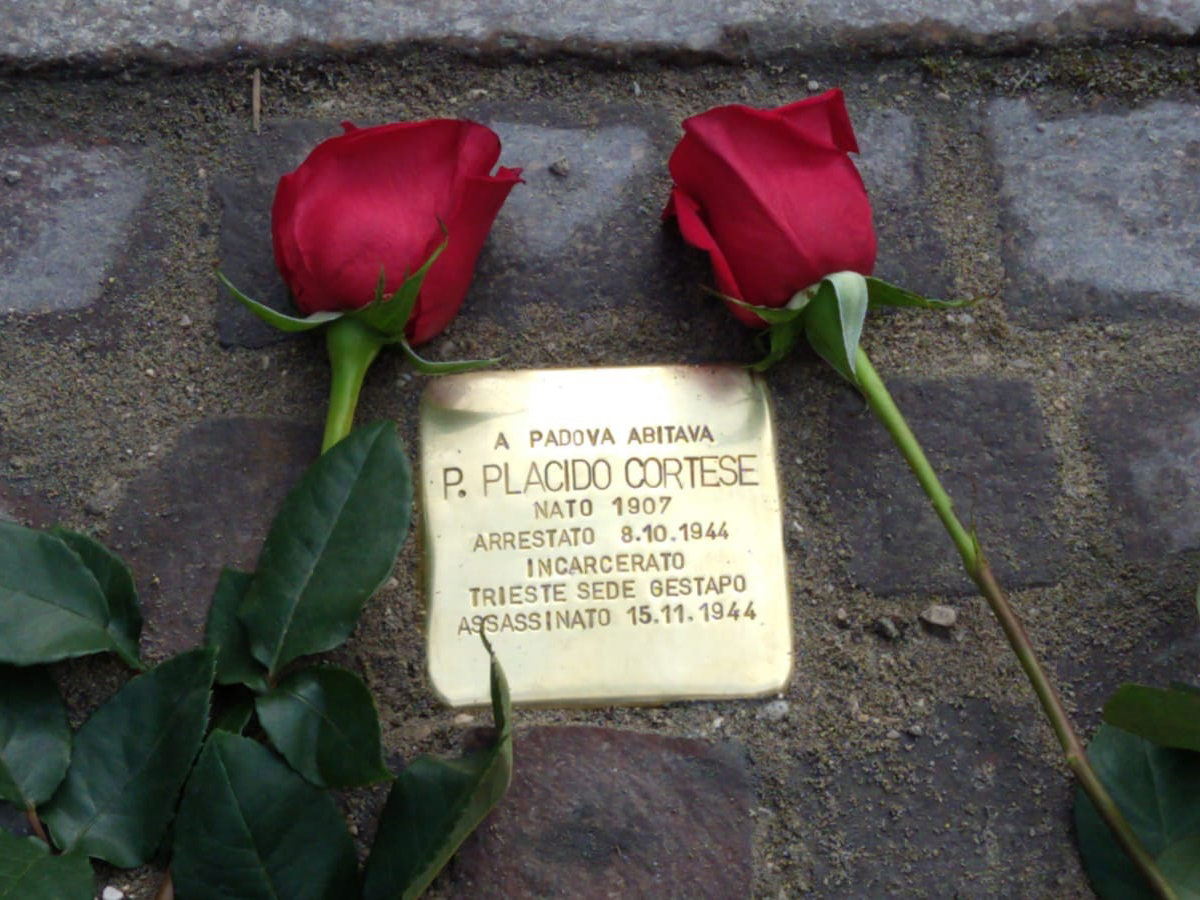 A PADOVA ABITAVA
P. PLACIDO CORTESE
NATO 1907
ARRESTATO 8.10.1944
INCARCERATO
TRIESTE SEDE GESTAPO
ASSASSINATO 15.11.1944